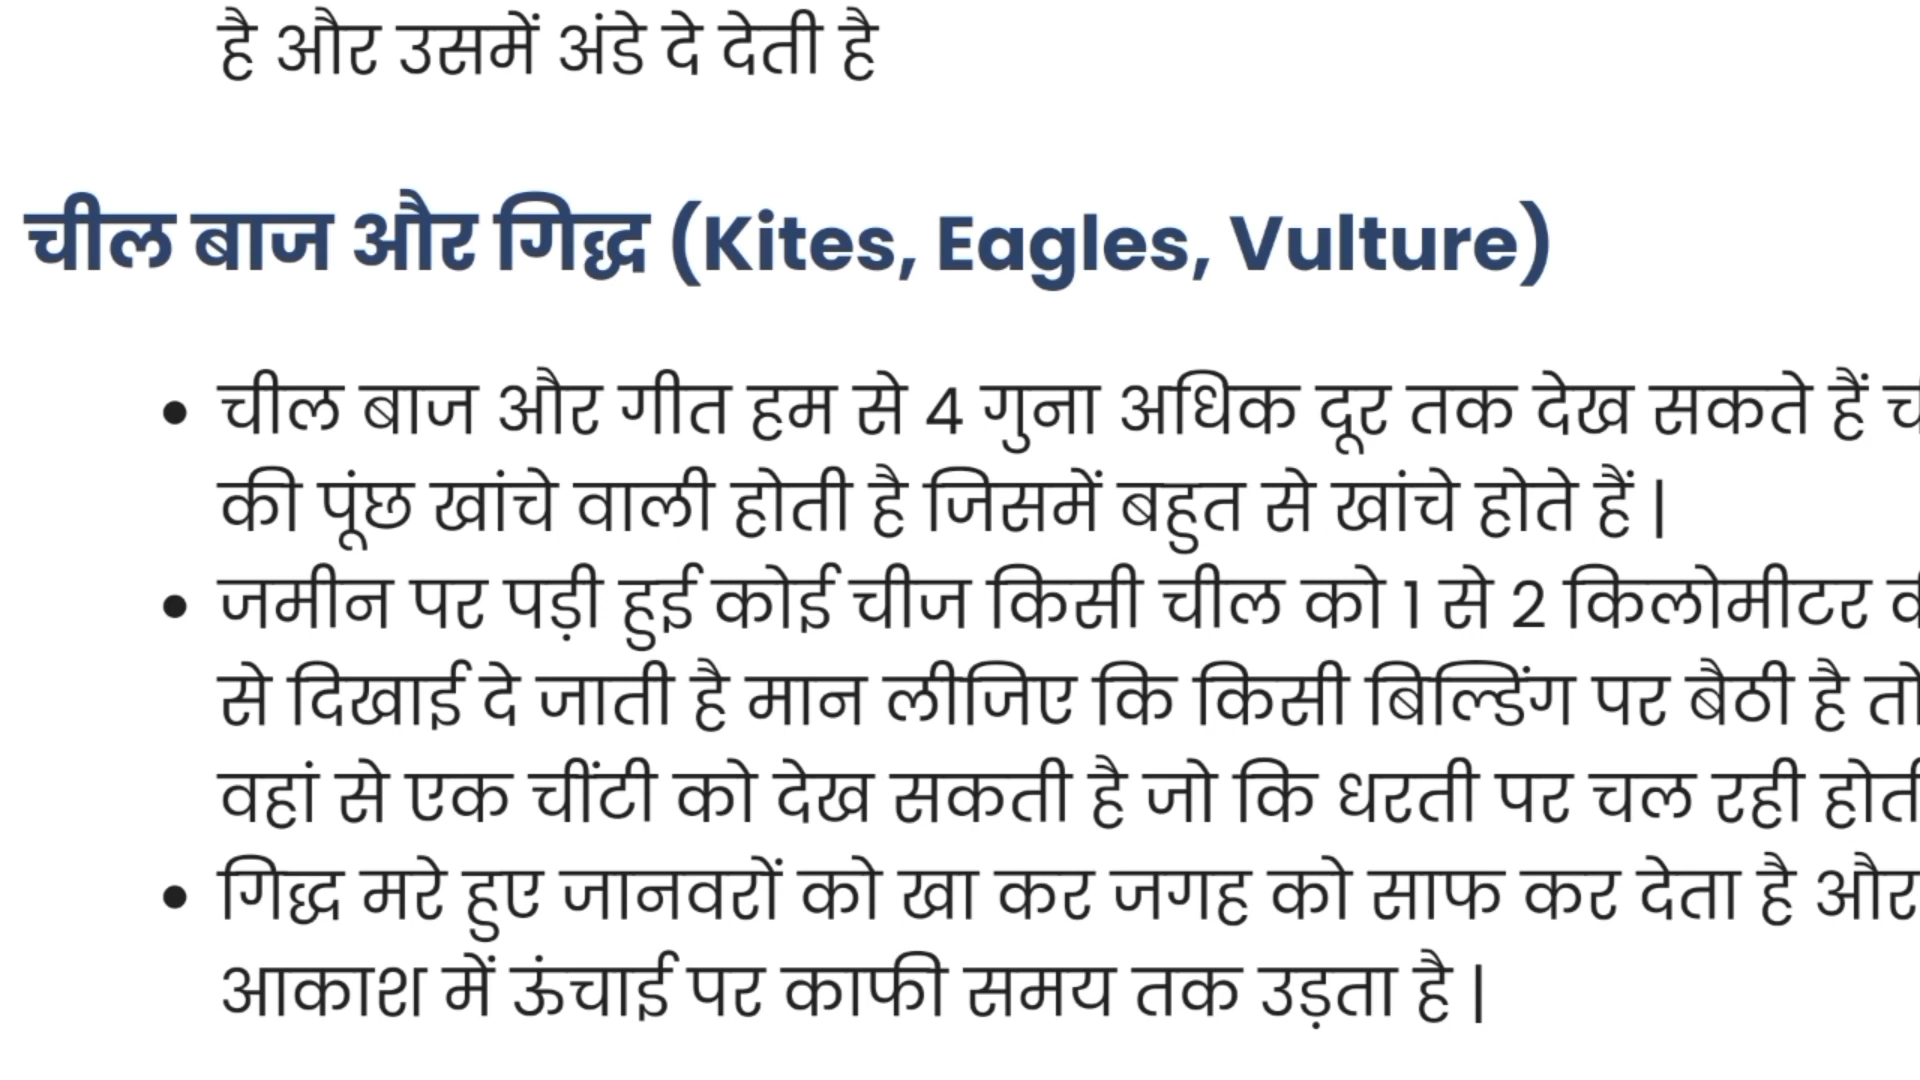 है और उसमें अंडे दे देती है
चील बाज और गिद्ध (Kites, Eagles, Vulture)
• चील बाज और गीत हम से 4 गुना अधिक दूर तक देख सकते हैं
की पूंछ खांचे वाली होती है जिसमें बहुत से खांचे होते हैं |
• जमीन पर पड़ी हुई कोई चीज किसी चील को 1 से 2 किलोमीटर
से दिखाई दे जाती है मान लीजिए कि किसी बिल्डिंग पर बैठी है तो
वहां से एक चींटी को देख सकती है जो कि धरती पर चल रही होती
• गिद्ध मरे हुए जानवरों को खा कर जगह को साफ कर देता है और
आकाश में ऊंचाई पर काफी समय तक उड़ता है |